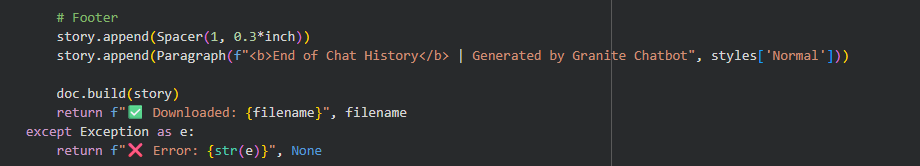 # Footer
story.append(Spacer(1, 0.3*inch))
story.append(Paragraph(f"<b>End of Chat History</b> | Generated by Granite Chatbot", styles['Normal']))
doc.build(story)
return f"✅ Downloaded: {filename}", filename
except Exception as e:
return f"❌ Error: {str(e)}", None